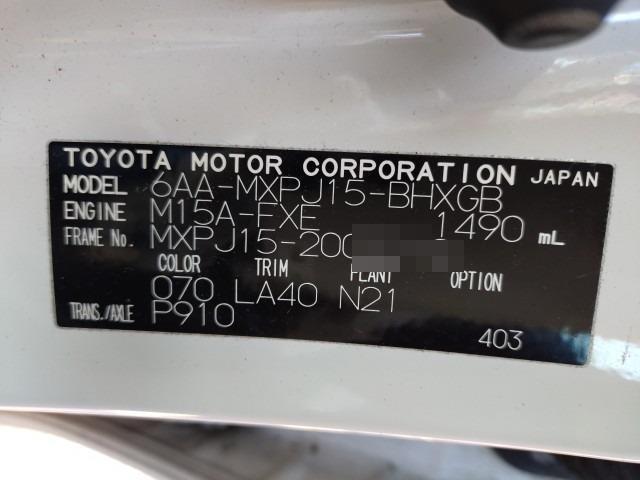 TOYOTA MOTOR CORPORATION JAPAN
MODEL 6AA-MXPJ15-BHXGB
ENGINE M15A-FXE 1490 mL
FRAME No. MXPJ15-200
COLOR TRIM PLANT OPTION
070 LA40 N21
TRANS./AXLE P910
403